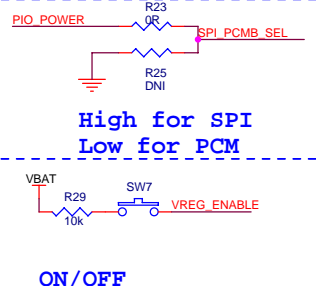 R23
0R
PIO_POWER
SPI_PCMB_SEL
R25
DNI
High for SPI
Low for PCM
VBAT
R29
10k
SW7
VREG_ENABLE
ON/OFF